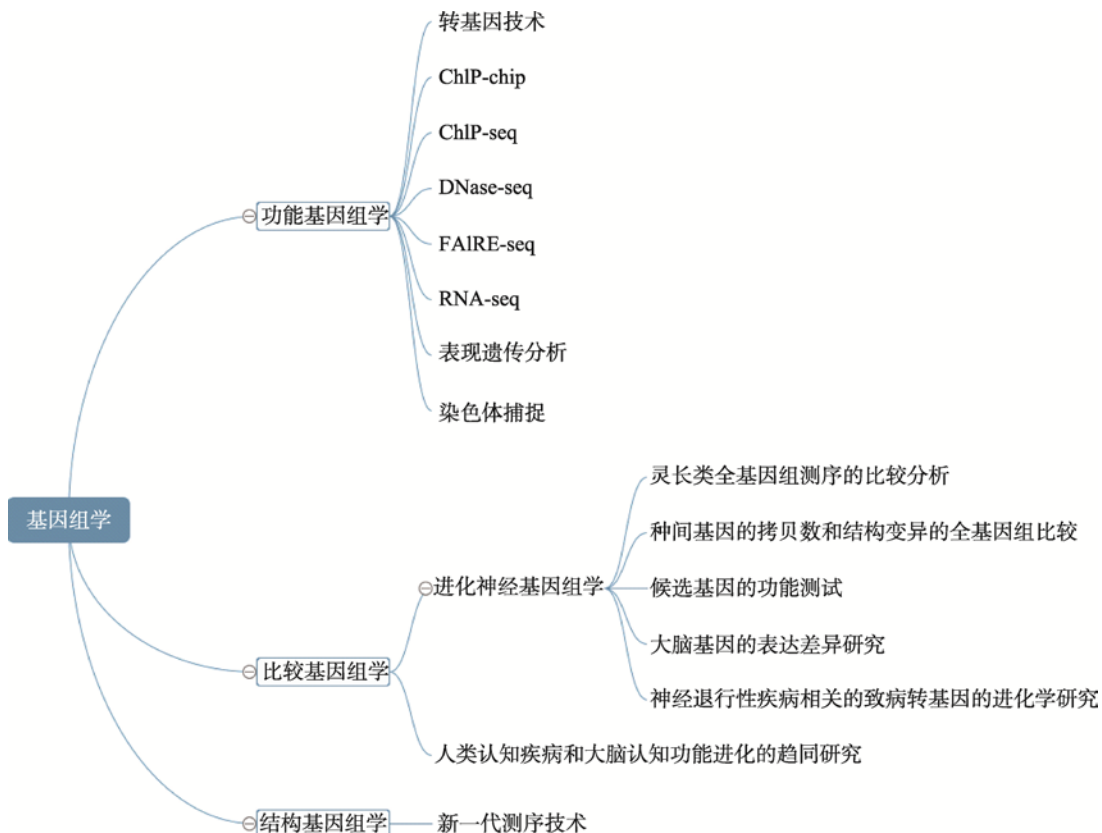 转基因技术
ChlP-chip
ChlP-seq
DNase-seq
功能基因组学
FAlRE-seq
RNA-seq
表现遗传分析
染色体捕捉
基因组学
灵长类全基因组测序的比较分析
种间基因的拷贝数和结构变异的全基因组比较
进化神经基因组学
候选基因的功能测试
大脑基因的表达差异研究
比较基因组学
神经退行性疾病相关的致病转基因的进化学研究
人类认知疾病和大脑认知功能进化的趋同研究
结构基因组学
新一代测序技术